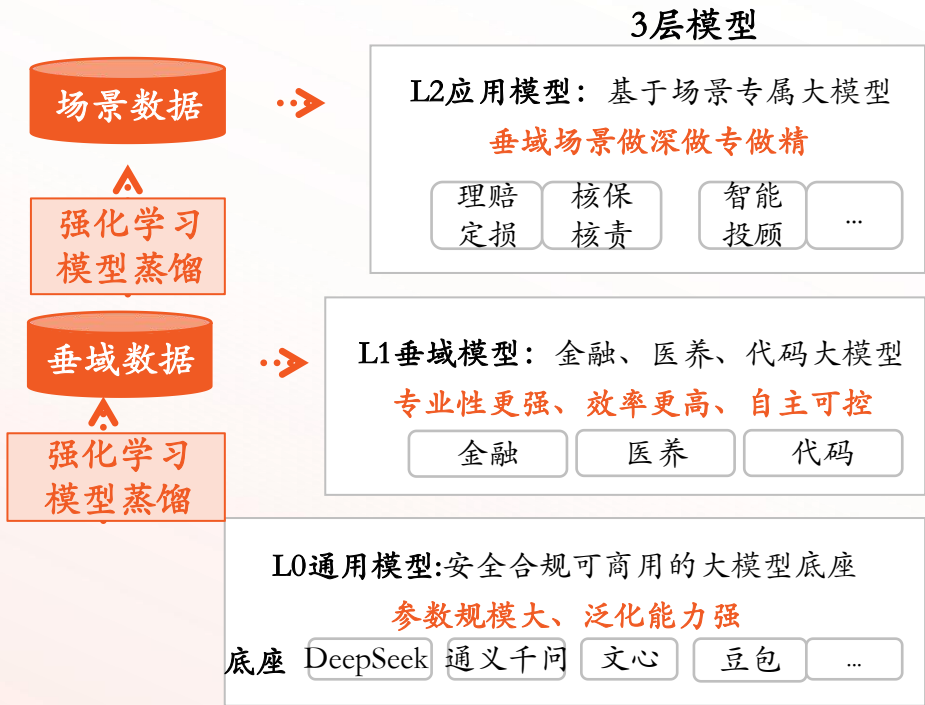 3层模型
场景数据
L2应用模型：基于场景专属大模型
垂域场景做深做专做精
理赔
定损
核保
核责
智能
投顾
...
强化学习
模型蒸馏
垂域数据
L1垂域模型：金融、医养、代码大模型
专业性更强、效率更高、自主可控
金融
医养
代码
强化学习
模型蒸馏
L0通用模型:安全合规可商用的大模型底座
参数规模大、泛化能力强
底座 DeepSeek 通义千问 文心 豆包 ...